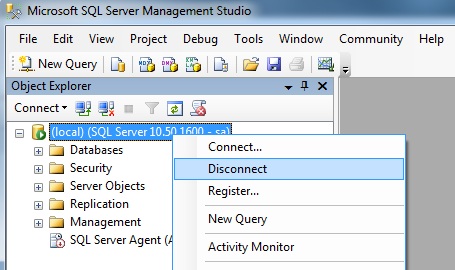 Microsoft SQL Server Management Studio
File Edit View Tools Window Community Help
New Query
Object Explorer
Connect
(local) (SQL Server 10.50.1600 - sa)
Databases
Security
Server Objects
Replication
Management
SQL Server Agent (A
Connect...
Disconnect
Register...
New Query
Activity Monitor